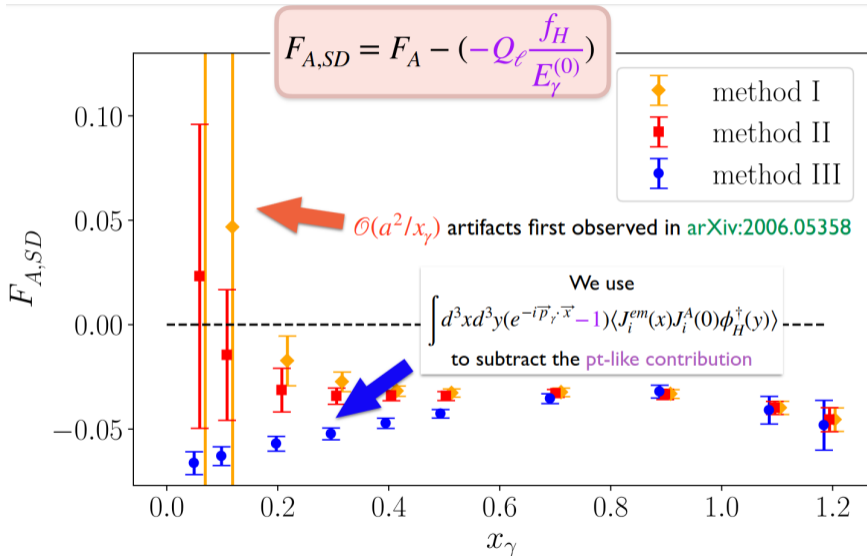 F_{A,SD} = F_A − (−Q_ℓ f_H / E_γ^{(0)})
method I
method II
method III
𝒪(a²/x_γ) artifacts first observed in arXiv:2006.05358
We use
∫ d³xd³y(e^{−i\vec{p}_γ·\vec{x}}−1)⟨J_i^{em}(x)J_i^A(0)ϕ_H^†(y)⟩
to subtract the pt-like contribution
F_{A,SD}
0.10
0.05
0.00
−0.05
0.0 0.2 0.4 0.6 0.8 1.0 1.2
x_γ